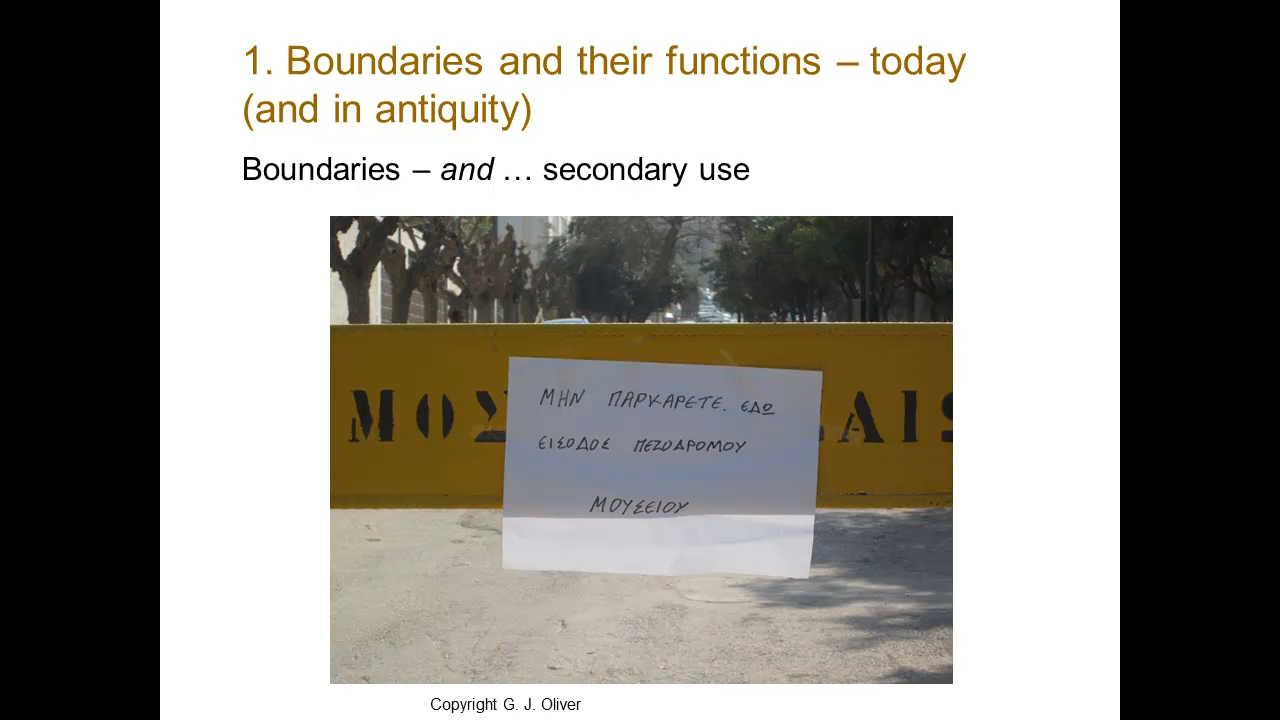 1. Boundaries and their functions – today
(and in antiquity)
Boundaries – and … secondary use
ΜΗΝ ΠΑΡΚΑΡΕΤΕ. ΕΔΩ
ΕΙΣΟΔΟΣ ΠΕΖΟΔΡΟΜΟΥ
ΜΟΥΣΕΙΟΥ
Copyright G. J. Oliver